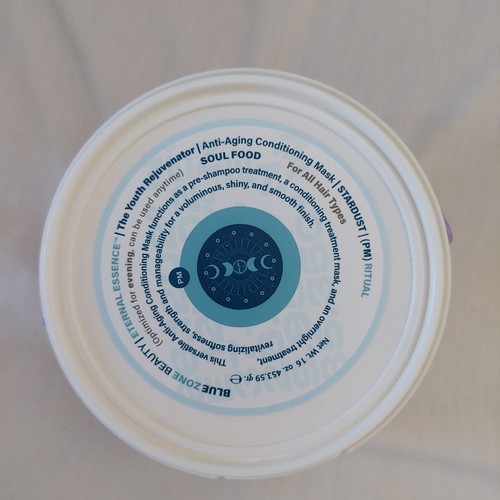 BLUEZONE BEAUTY | ETERNAL ESSENCE™ | The Youth Rejuvenator | Anti-Aging Conditioning Mask | STARDUST | (PM) RITUAL
SOUL FOOD
(Optimized for evening, can be used anytime)
For All Hair Types
This versatile Anti-Aging Conditioning Mask functions as a pre-shampoo treatment, a conditioning treatment mask, and an overnight treatment,
revitalizing softness, strength and manageability for a voluminous, shiny, and smooth finish.
PM
Net Wt. 16 oz. 453.59 gr. e